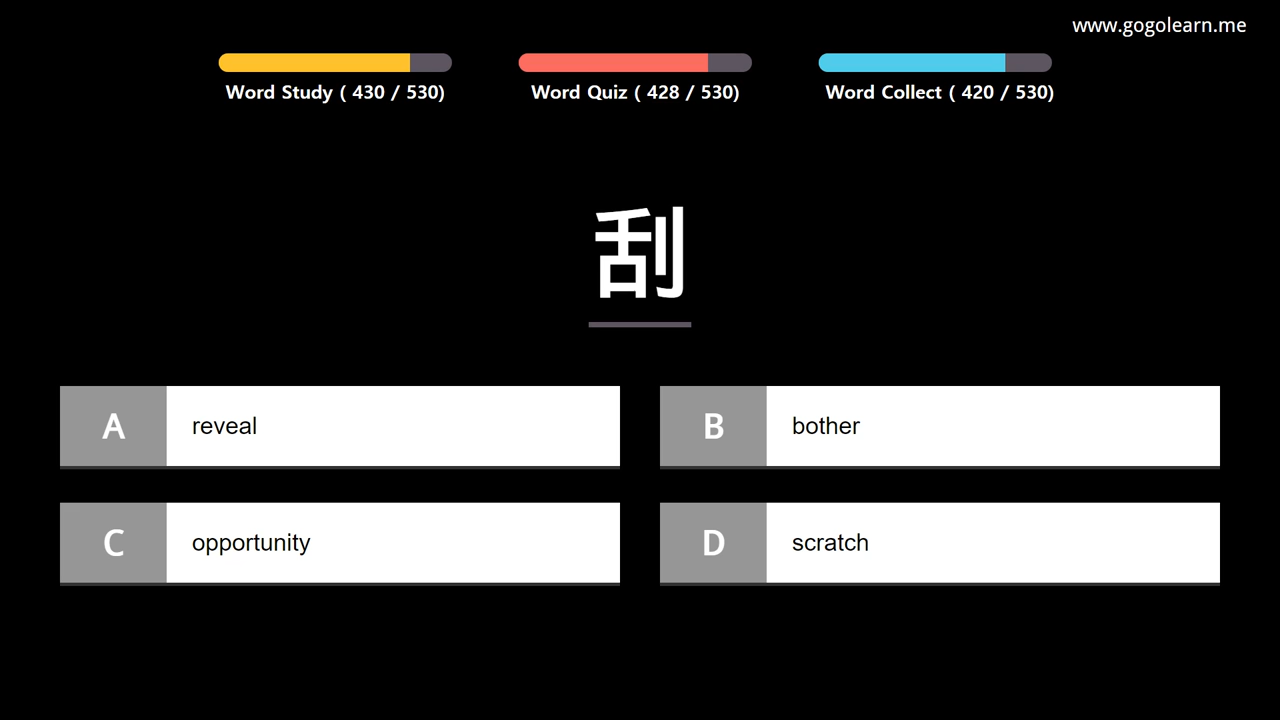 www.gogolearn.me
Word Study ( 430 / 530)
Word Quiz ( 428 / 530)
Word Collect ( 420 / 530)
刮
A reveal
B bother
C opportunity
D scratch